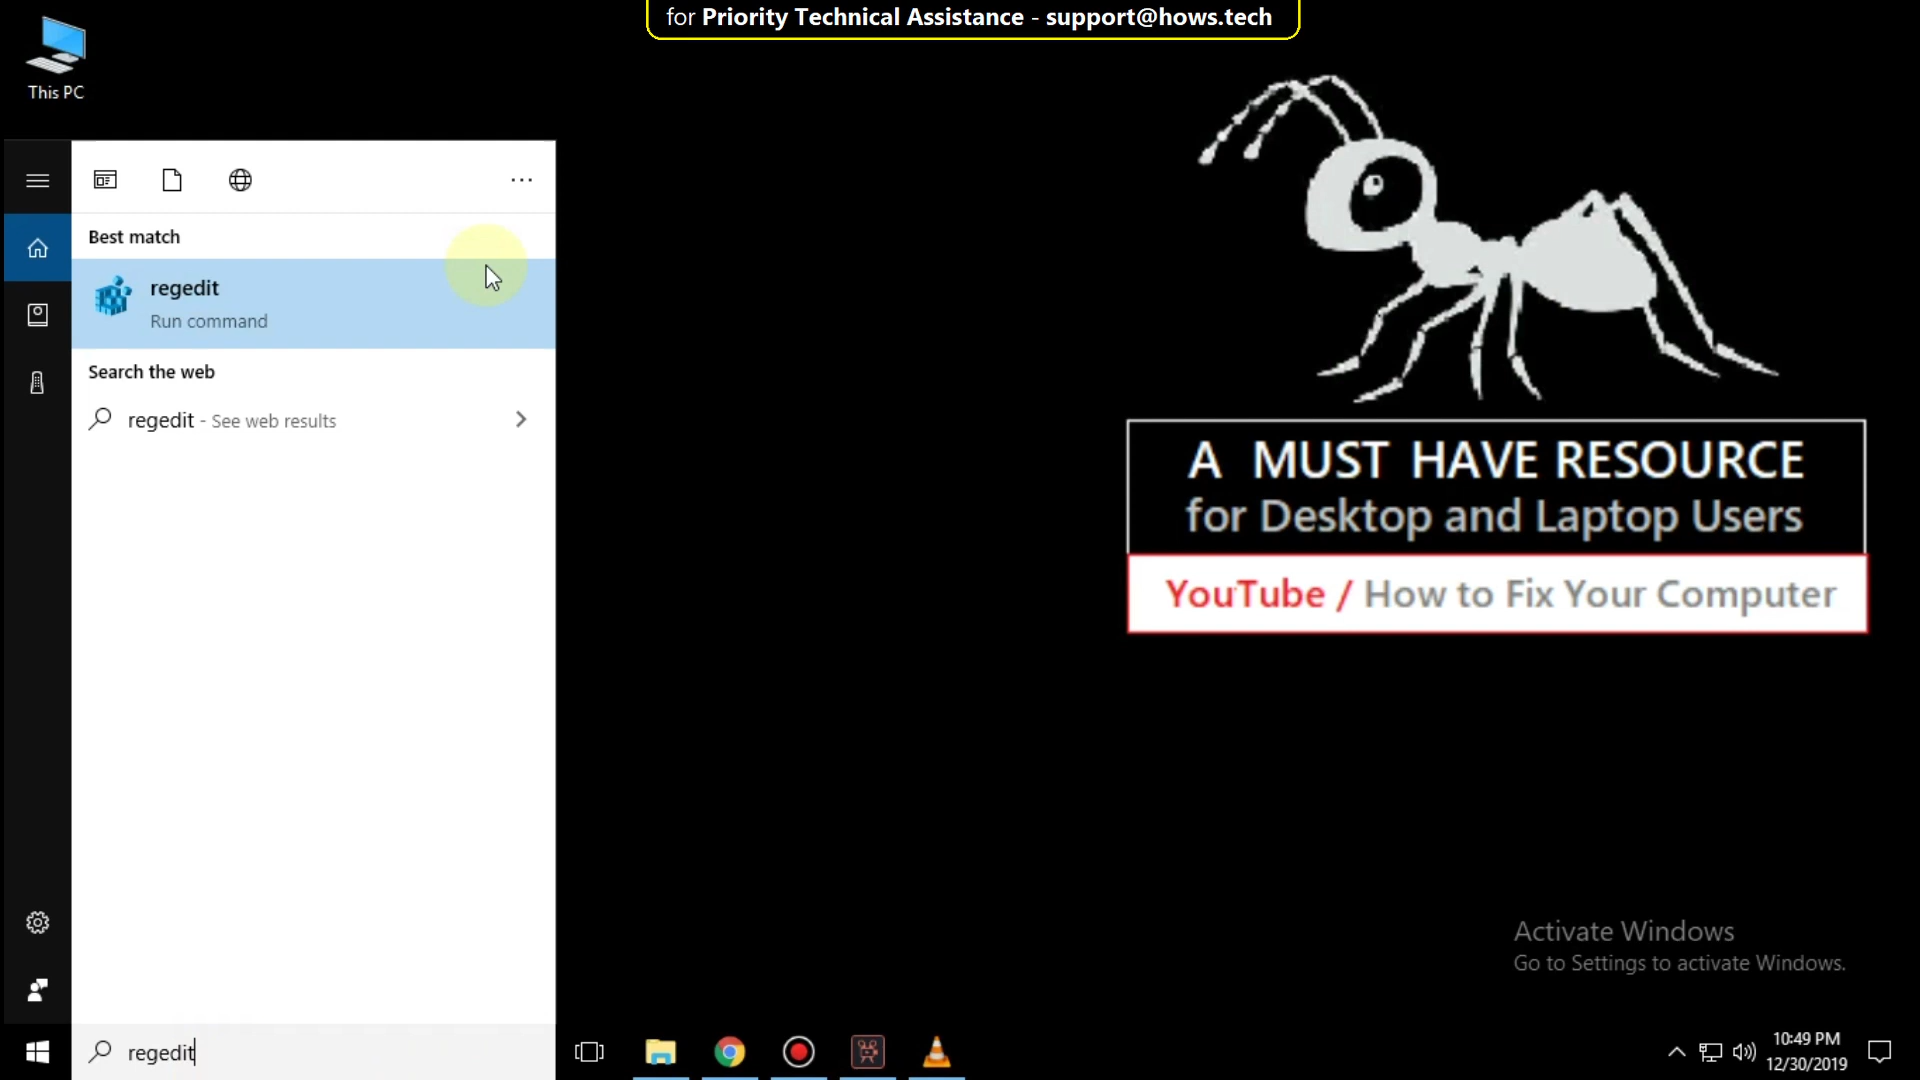 for Priority Technical Assistance - support@hows.tech
This PC
Best match
regedit
Run command
Search the web
regedit - See web results
A MUST HAVE RESOURCE
for Desktop and Laptop Users
YouTube / How to Fix Your Computer
Activate Windows
Go to Settings to activate Windows.
regedit
10:49 PM
12/30/2019